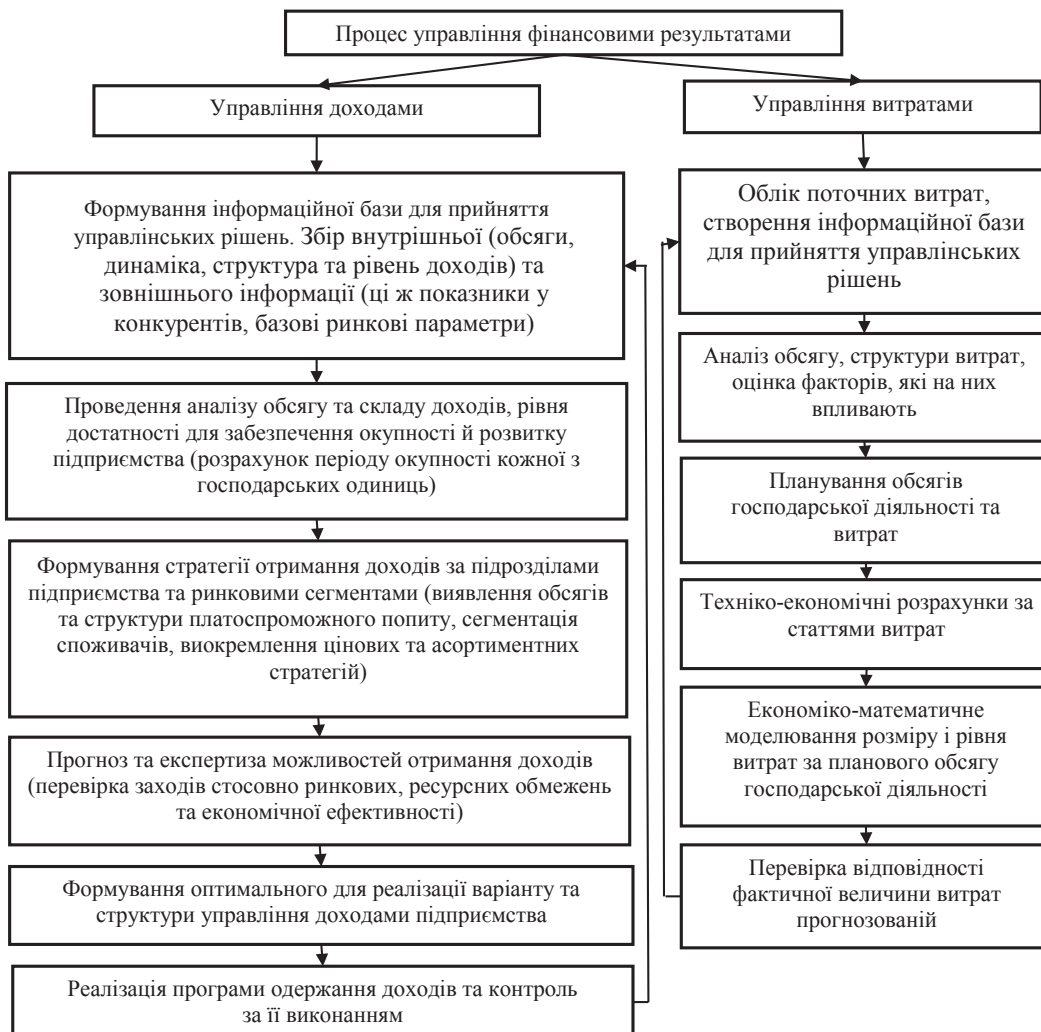 Процес управління фінансовими результатами
Управління доходами
Управління витратами
Формування інформаційної бази для прийняття
управлінських рішень. Збір внутрішньої (обсяги,
динаміка, структура та рівень доходів) та
зовнішнього інформації (ці ж показники у
конкурентів, базові ринкові параметри)
Проведення аналізу обсягу та складу доходів, рівня
достатності для забезпечення окупності й розвитку
підприємства (розрахунок періоду окупності кожної з
господарських одиниць)
Формування стратегії отримання доходів за підрозділами
підприємства та ринковими сегментами (виявлення обсягів
та структури платоспроможного попиту, сегментація
споживачів, виокремлення цінових та асортиментних
стратегій)
Прогноз та експертиза можливостей отримання доходів
(перевірка заходів стосовно ринкових, ресурсних обмежень
та економічної ефективності)
Формування оптимального для реалізації варіанту та
структури управління доходами підприємства
Реалізація програми одержання доходів та контроль
за її виконанням
Облік поточних витрат,
створення інформаційної бази
для прийняття управлінських
рішень
Аналіз обсягу, структури витрат,
оцінка факторів, які на них
впливають
Планування обсягів
господарської діяльності та
витрат
Техніко-економічні розрахунки за
статтями витрат
Економіко-математичне
моделювання розміру і рівня
витрат за планового обсягу
господарської діяльності
Перевірка відповідності
фактичної величини витрат
прогнозованій